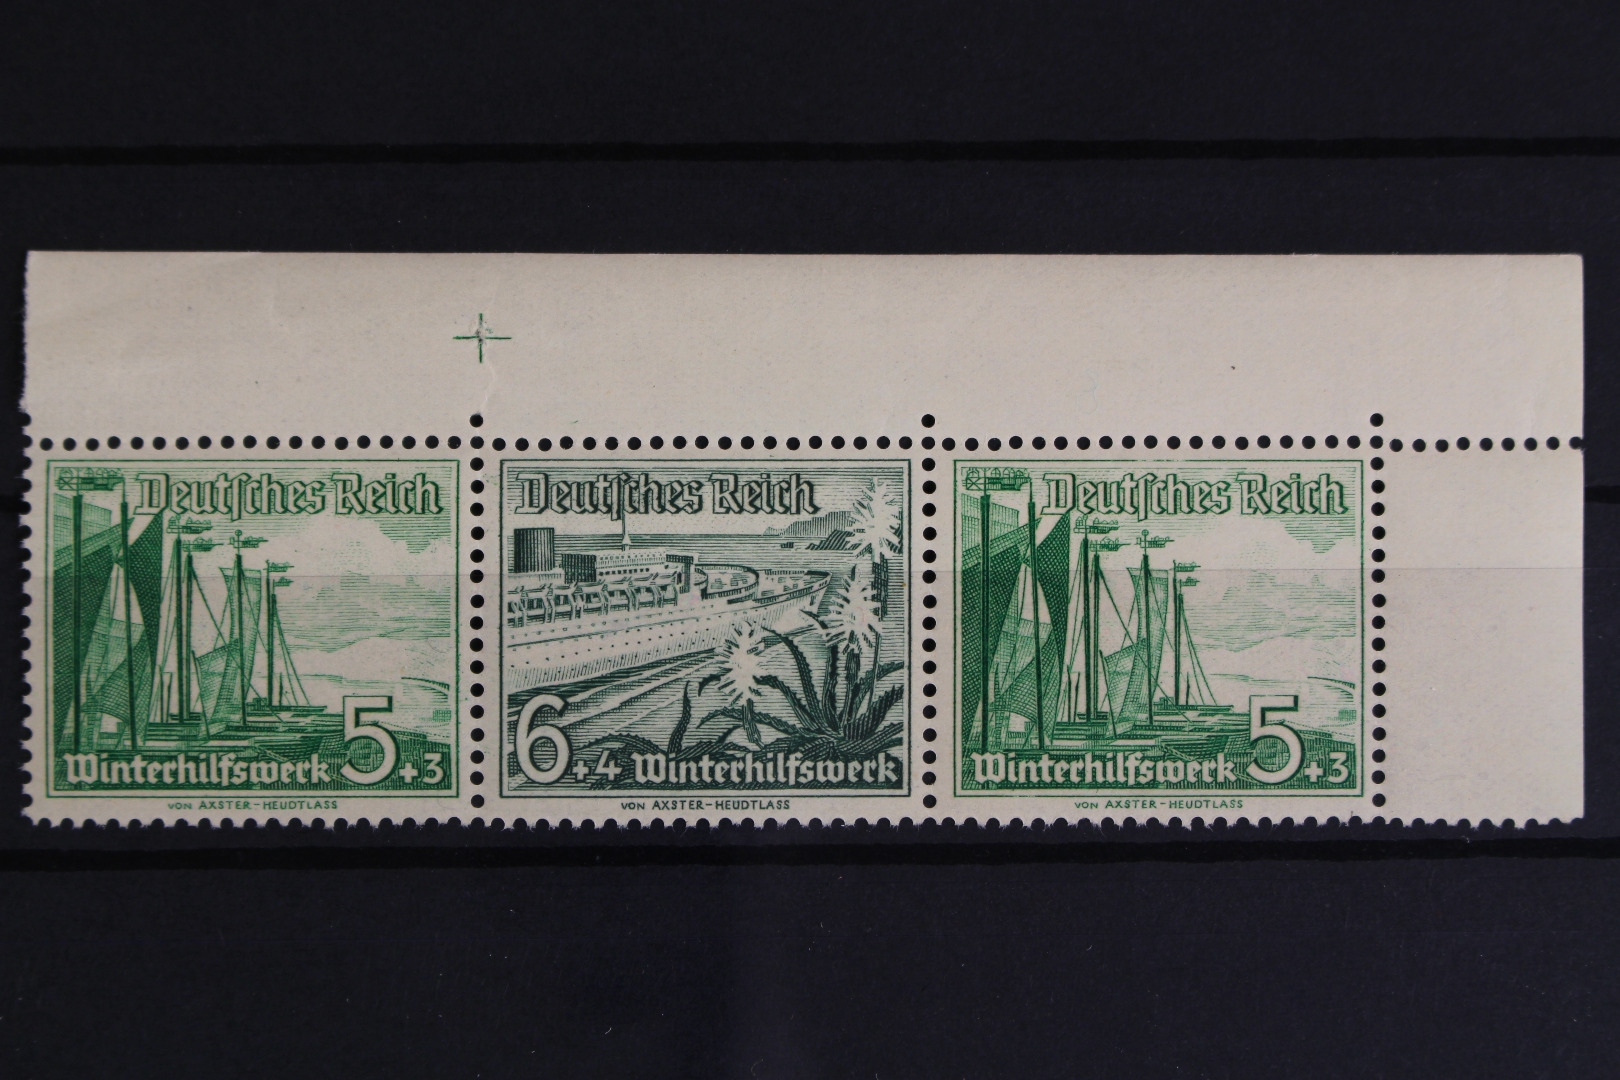 Deutsches Reich
5+3
Winterhilfswerk
VON AXSTER-HEUDTLASS
Deutsches Reich
6+4 Winterhilfswerk
VON AXSTER-HEUDTLASS
Deutsches Reich
5+3
Winterhilfswerk
VON AXSTER-HEUDTLASS